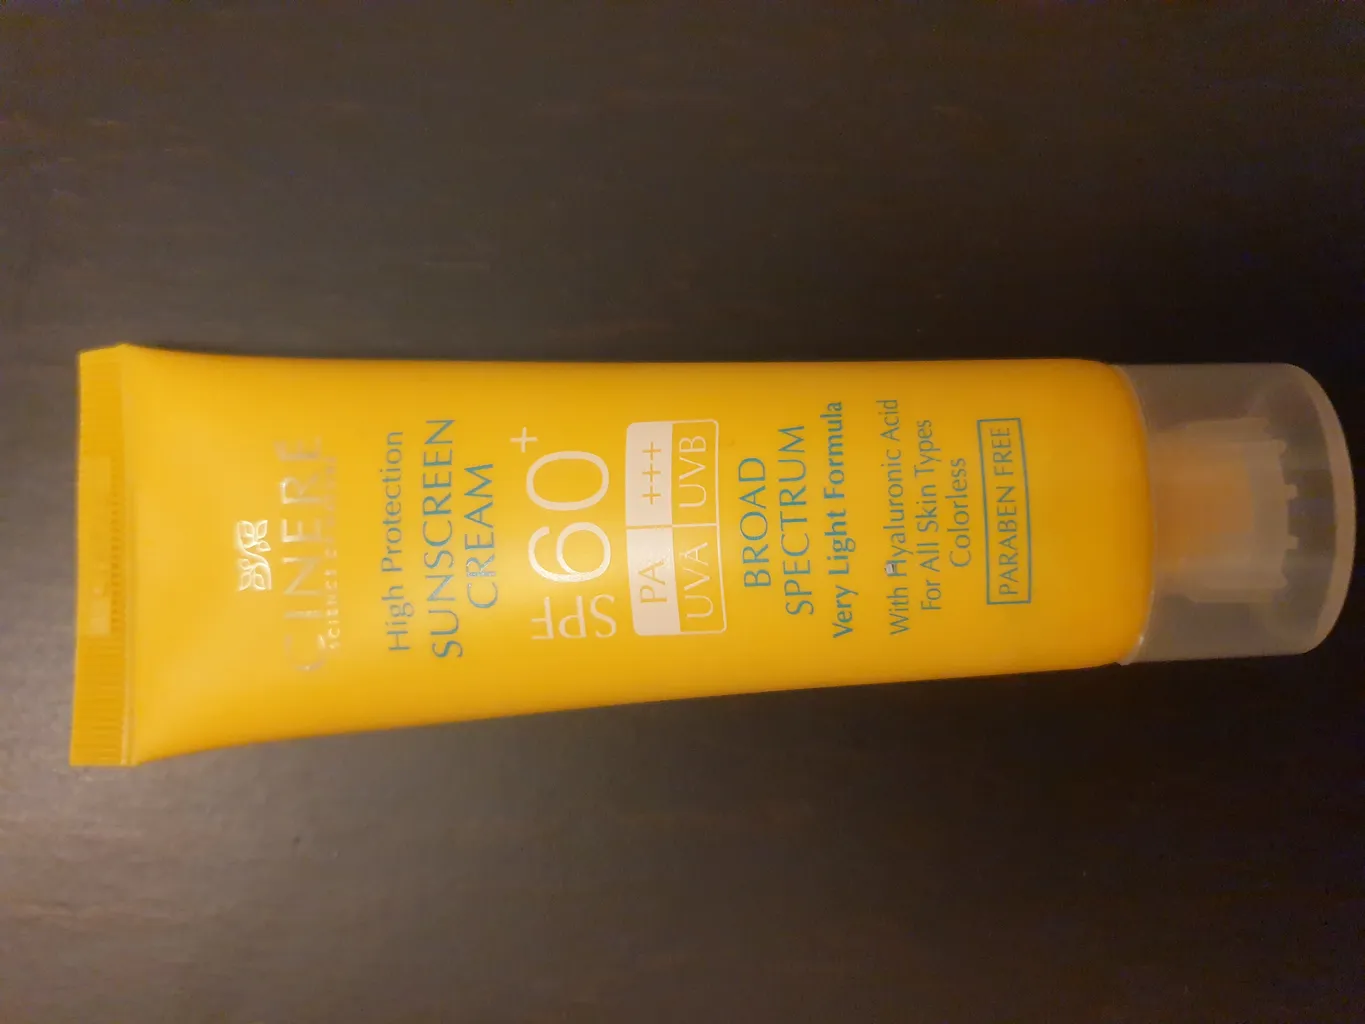 CINERE
High Protection
SUNSCREEN
CREAM
SPF 60+
PA +++
UVA UVB
BROAD
SPECTRUM
Very Light Formula
With Hyaluronic Acid
For All Skin Types
Colorless
PARABEN FREE